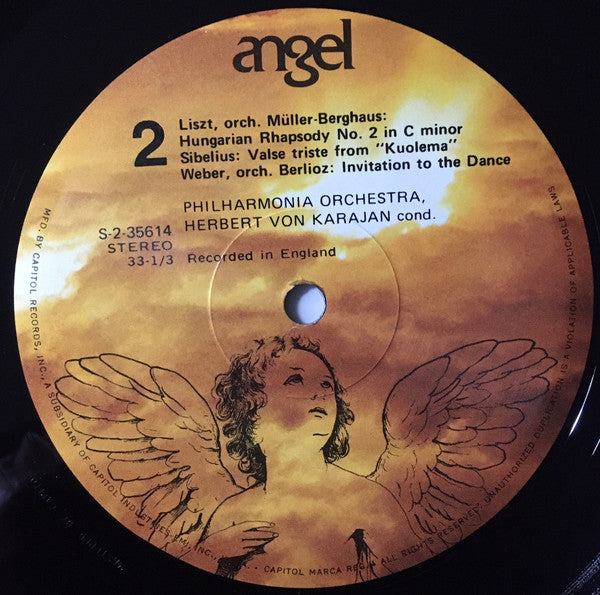 angel
2
Liszt, orch. Müller-Berghaus:
Hungarian Rhapsody No. 2 in C minor
Sibelius: Valse triste from "Kuolema"
Weber, orch. Berlioz: Invitation to the Dance
PHILHARMONIA ORCHESTRA,
HERBERT VON KARAJAN cond.
S-2-35614
STEREO
33-1/3
Recorded in England
MFD. BY CAPITOL RECORDS, INC., A SUBSIDIARY OF CAPITOL INDUSTRIES-EMI, INC., • CAPITOL MARCA REG. • ALL RIGHTS RESERVED. UNAUTHORIZED DUPLICATION IS A VIOLATION OF APPLICABLE LAWS